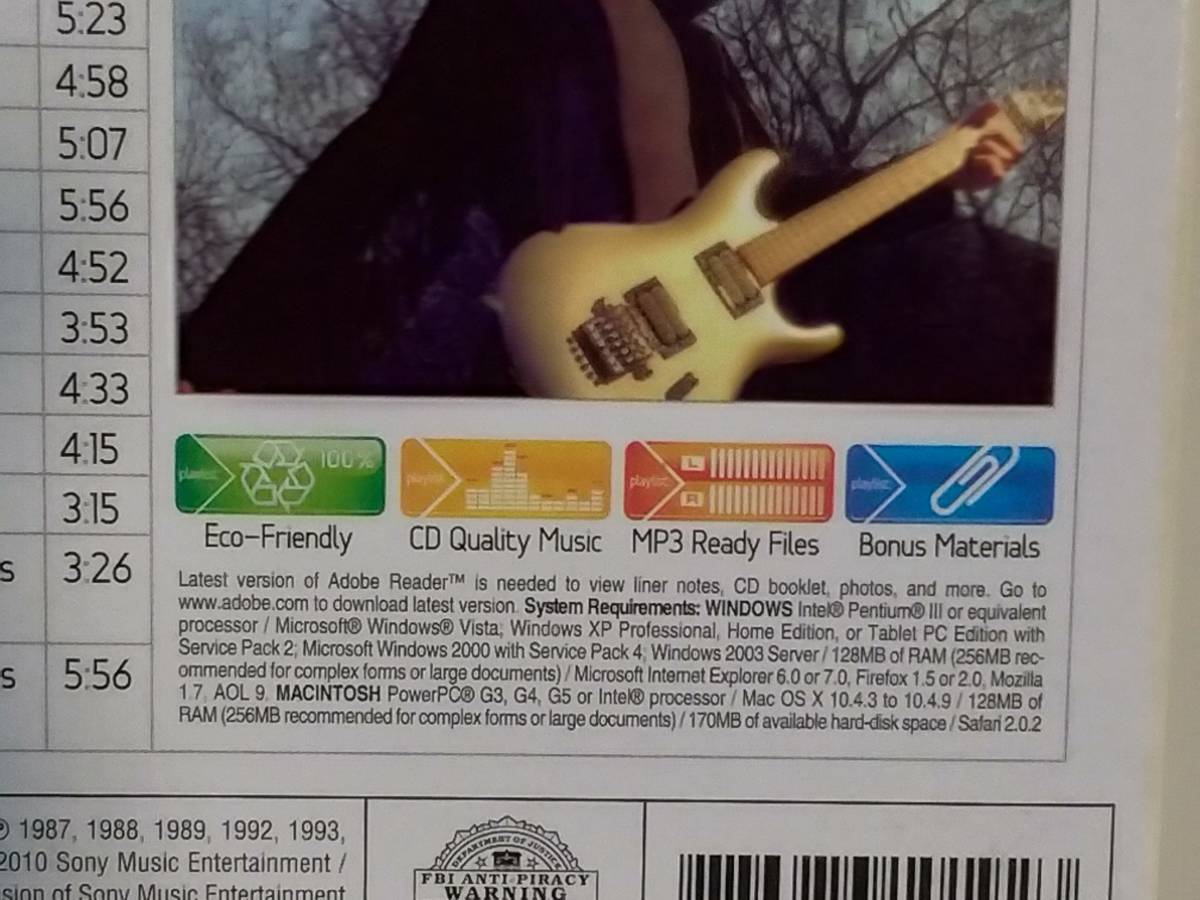 5:23
4:58
5:07
5:56
4:52
3:53
4:33
4:15
3:15
s 3:26
s 5:56
playlist: 100%
playlist:
playlist: L
R
playlist:
Eco-Friendly CD Quality Music MP3 Ready Files Bonus Materials
Latest version of Adobe Reader™ is needed to view liner notes, CD booklet, photos, and more. Go to
www.adobe.com to download latest version. System Requirements: WINDOWS Intel® Pentium® III or equivalent
processor / Microsoft® Windows® Vista; Windows XP Professional, Home Edition, or Tablet PC Edition with
Service Pack 2; Microsoft Windows 2000 with Service Pack 4; Windows 2003 Server / 128MB of RAM (256MB rec-
ommended for complex forms or large documents) / Microsoft Internet Explorer 6.0 or 7.0, Firefox 1.5 or 2.0, Mozilla
1.7, AOL 9. MACINTOSH PowerPC® G3, G4, G5 or Intel® processor / Mac OS X 10.4.3 to 10.4.9 / 128MB of
RAM (256MB recommended for complex forms or large documents) / 170MB of available hard-disk space / Safari 2.0.2
℗ 1987, 1988, 1989, 1992, 1993,
2010 Sony Music Entertainment /
sion of Sony Music Entertainment
DEPARTMENT OF JUSTICE
FBI ANTI-PIRACY
WARNING